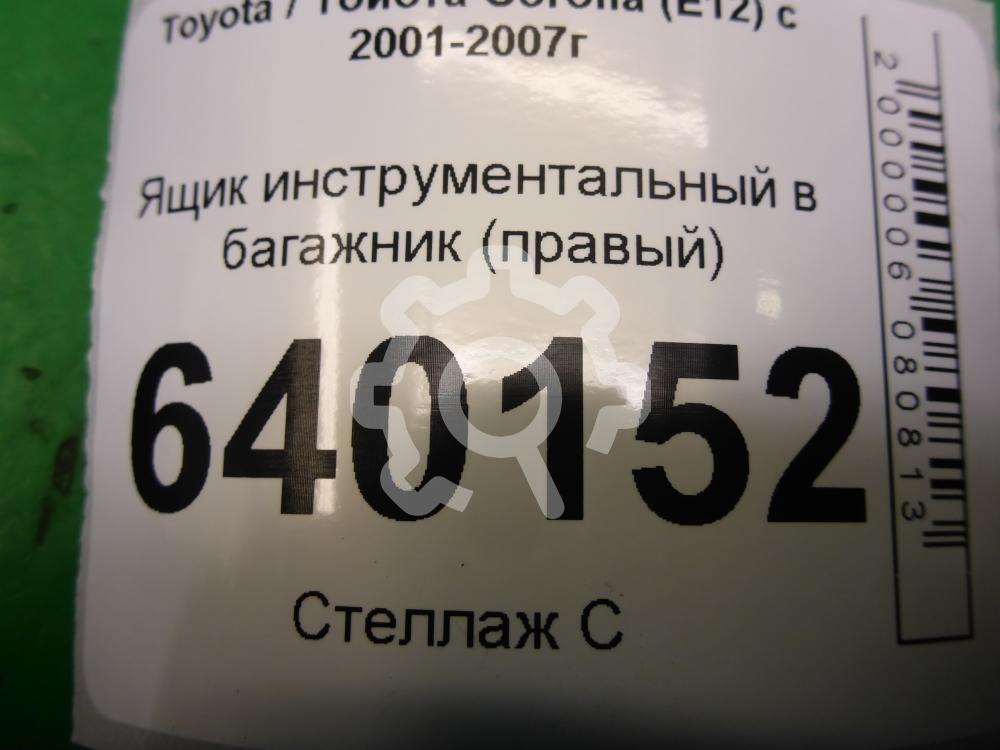 Toyota / Тойота Corolla (E12) с
2001-2007г
Ящик инструментальный в
багажник (правый)
640152
Стеллаж С
2000006080813